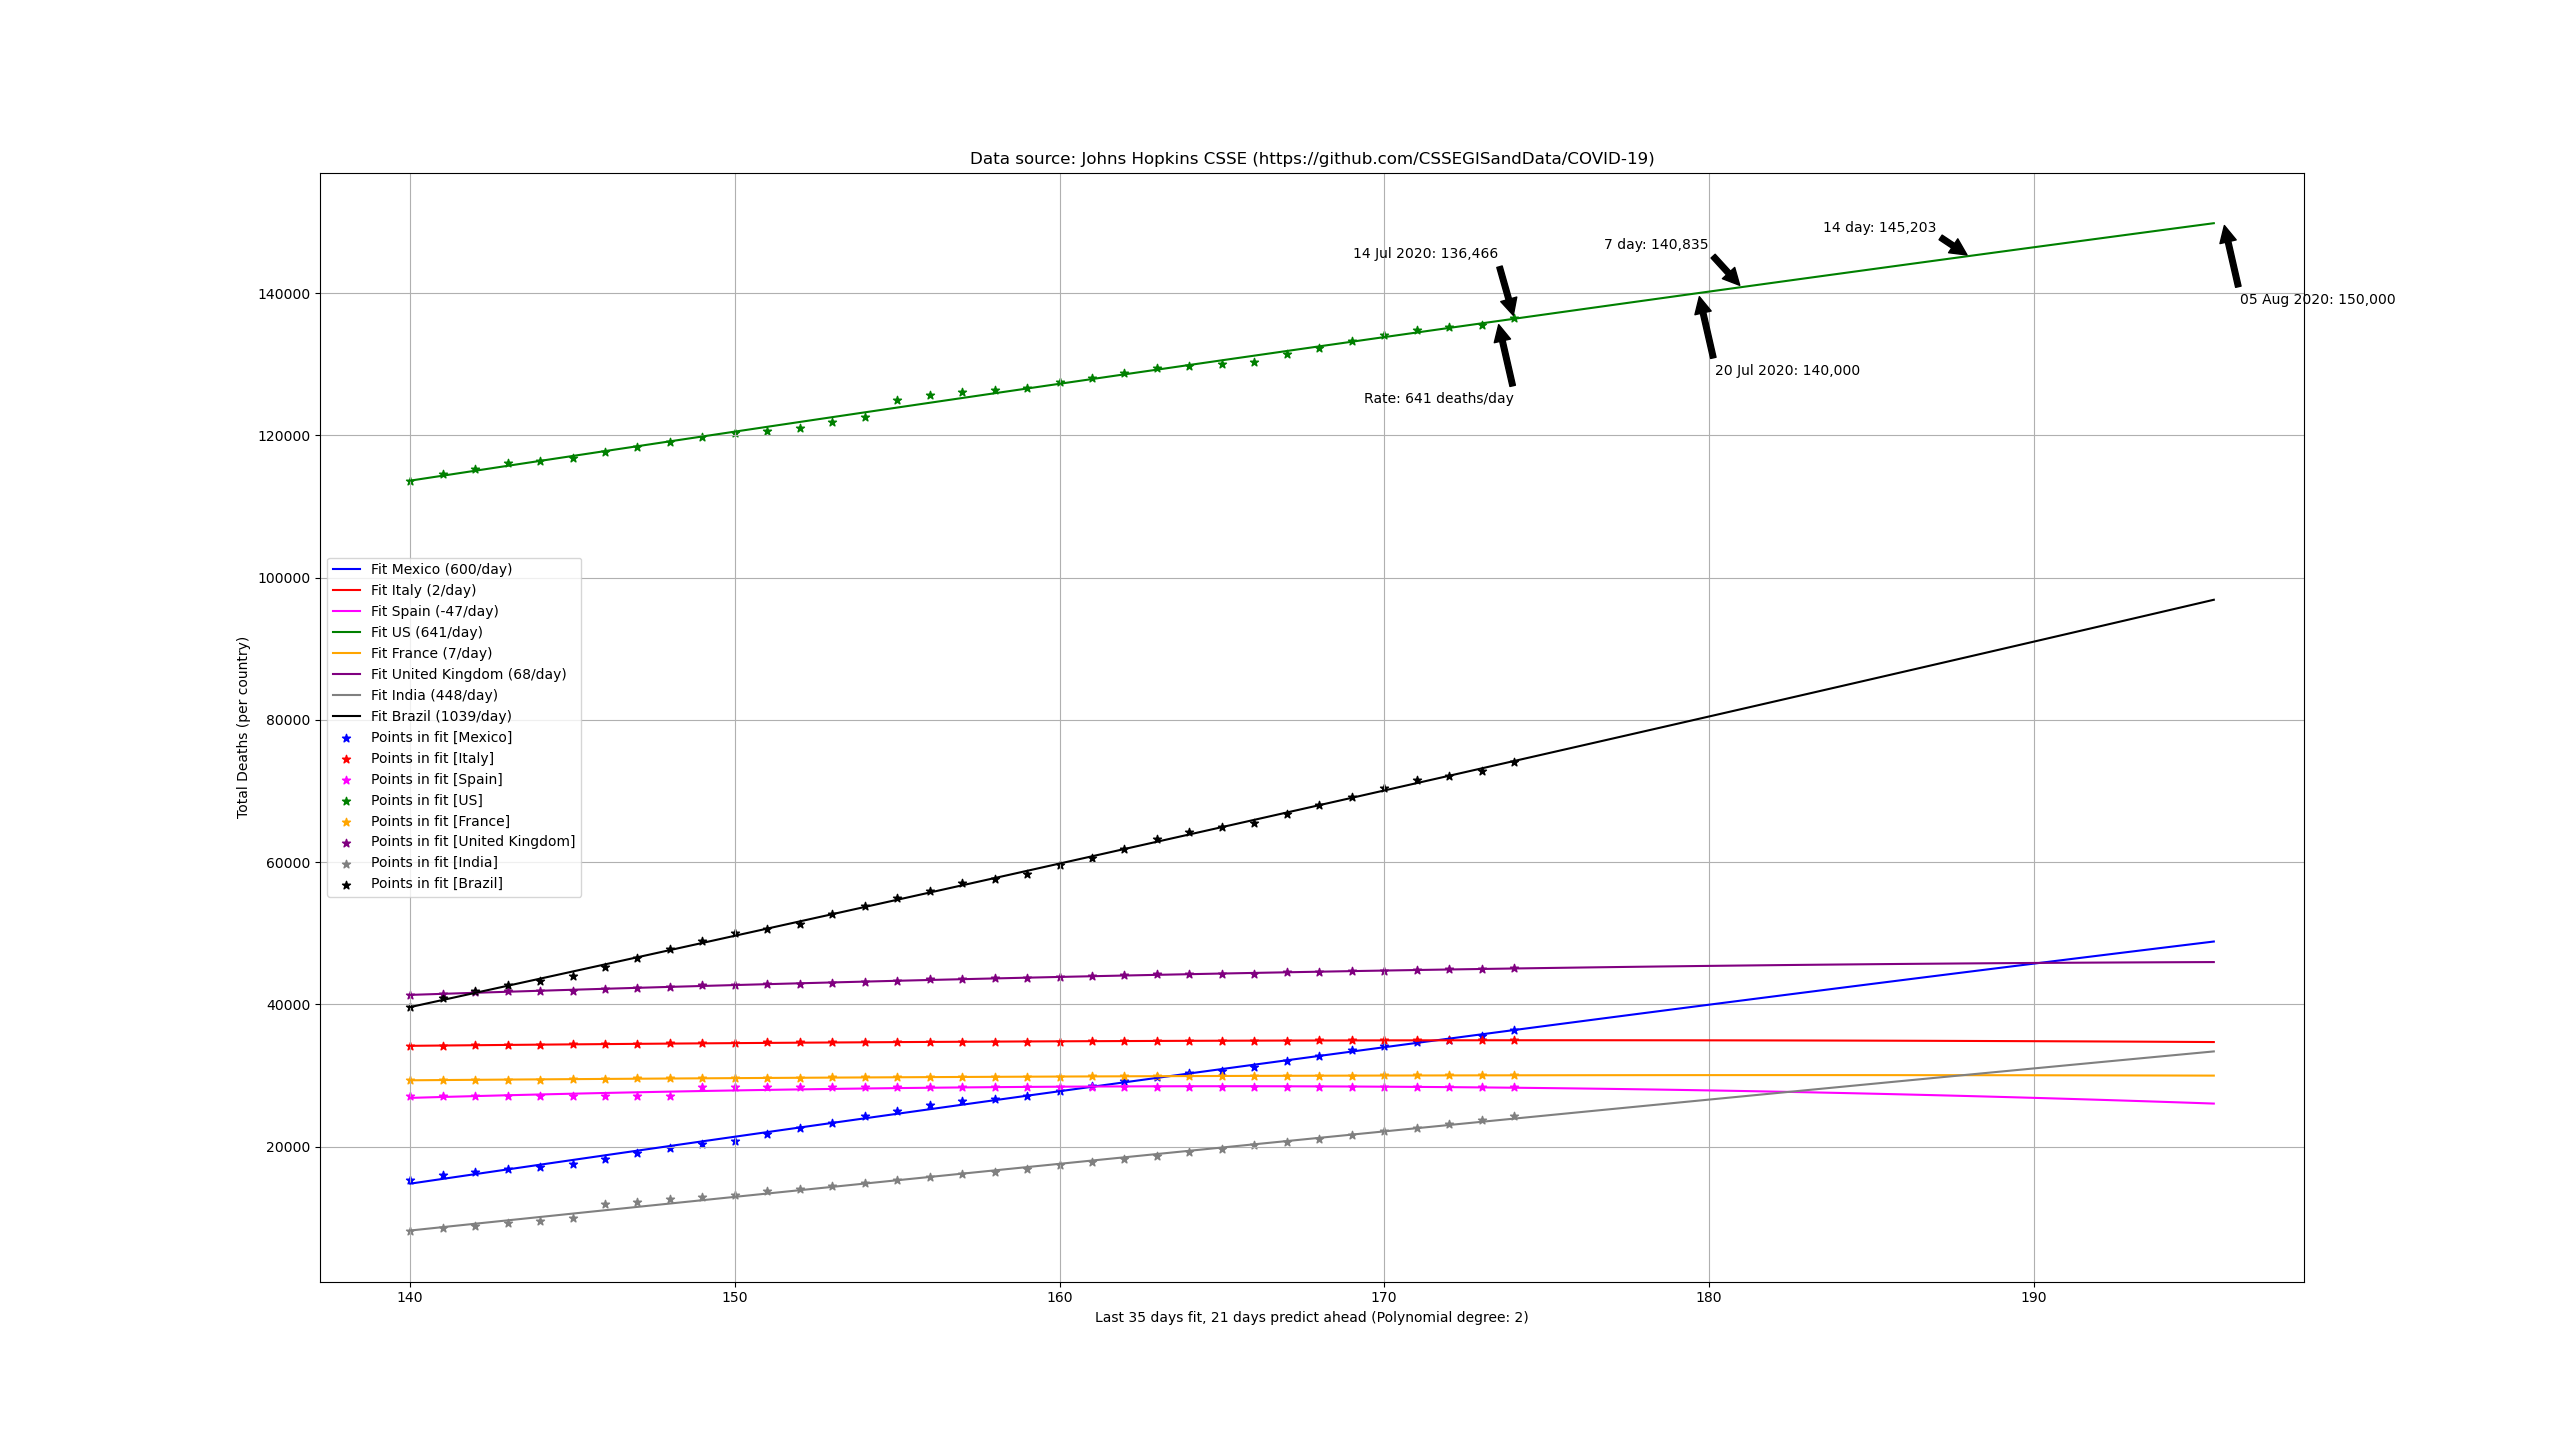 Data source: Johns Hopkins CSSE (https://github.com/CSSEGISandData/COVID-19)
14 day: 145,203
7 day: 140,835
14 Jul 2020: 136,466
05 Aug 2020: 150,000
20 Jul 2020: 140,000
Rate: 641 deaths/day
140000
120000
100000
80000
60000
40000
20000
Total Deaths (per country)
Fit Mexico (600/day)
Fit Italy (2/day)
Fit Spain (-47/day)
Fit US (641/day)
Fit France (7/day)
Fit United Kingdom (68/day)
Fit India (448/day)
Fit Brazil (1039/day)
Points in fit [Mexico]
Points in fit [Italy]
Points in fit [Spain]
Points in fit [US]
Points in fit [France]
Points in fit [United Kingdom]
Points in fit [India]
Points in fit [Brazil]
140 150 160 170 180 190
Last 35 days fit, 21 days predict ahead (Polynomial degree: 2)